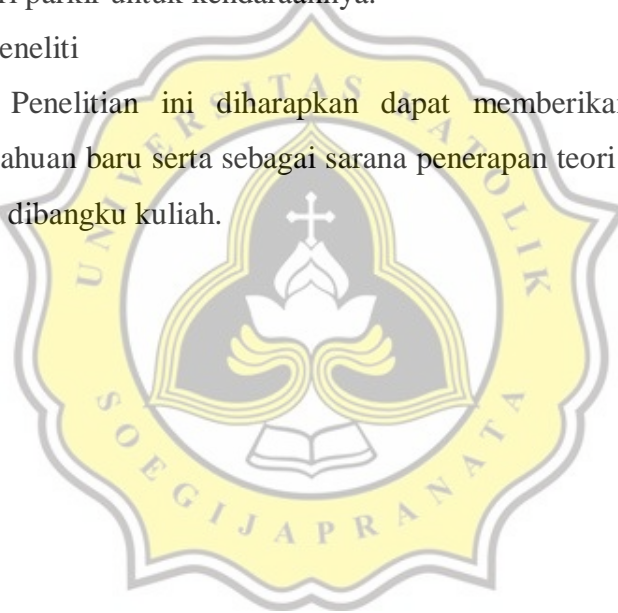 ri parkir untuk kendaraannya.
eneliti
Penelitian ini diharapkan dapat memberikan
ahuan baru serta sebagai sarana penerapan teori
dibangku kuliah.
UNIVERSITAS KATOLIK
SOEGIJAPRANATA